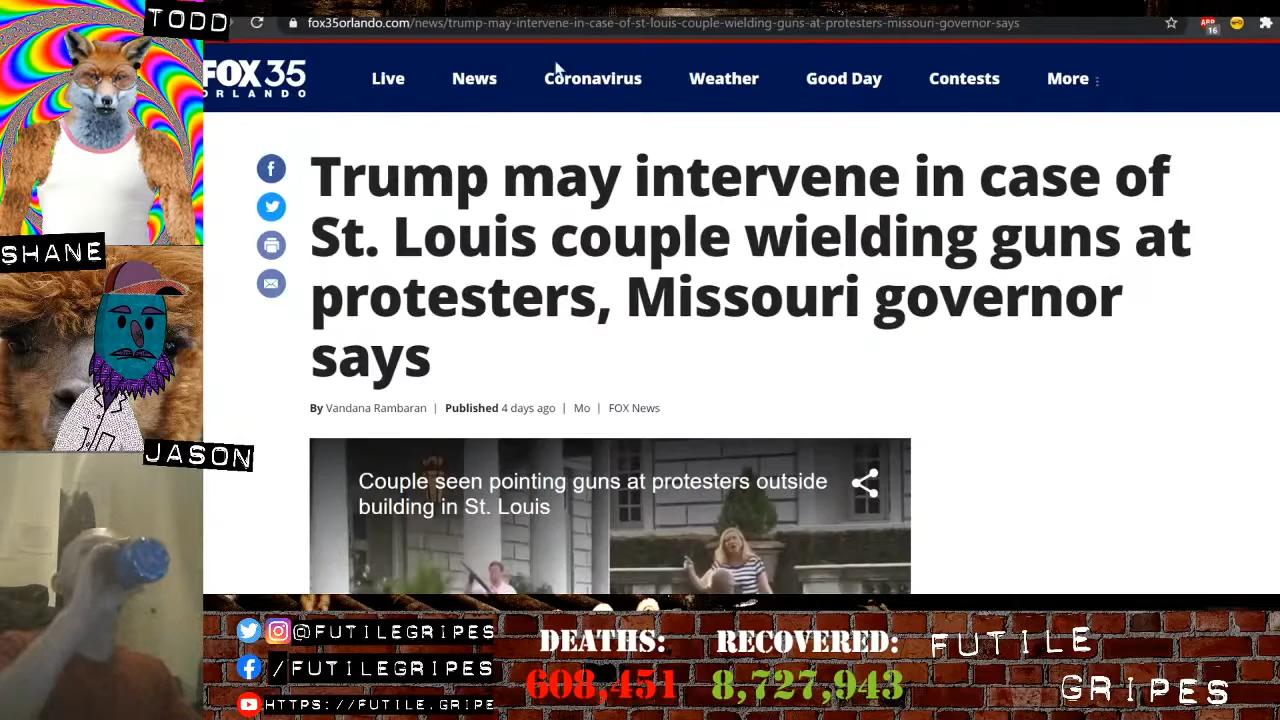 TODD
fox35orlando.com/news/trump-may-intervene-in-case-of-st-louis-couple-wielding-guns-at-protesters-missouri-governor-says
ABP
16
FOX 35
ORLANDO
Live News Coronavirus Weather Good Day Contests More
Trump may intervene in case of
St. Louis couple wielding guns at
protesters, Missouri governor
says
By Vandana Rambaran | Published 4 days ago | Mo | FOX News
Couple seen pointing guns at protesters outside
building in St. Louis
SHANE
JASON
@FUTILEGRIPES
/FUTILEGRIPES
HTTPS://FUTILE.GRIPE
DEATHS:
608,451
RECOVERED:
8,727,943
FUTILE
GRIPES